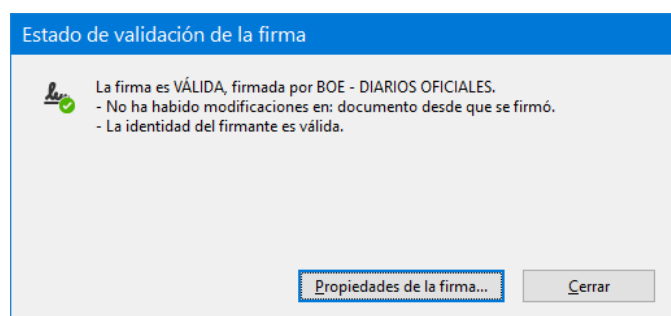 Estado de validación de la firma
La firma es VÁLIDA, firmada por BOE - DIARIOS OFICIALES.
- No ha habido modificaciones en: documento desde que se firmó.
- La identidad del firmante es válida.
Propiedades de la firma... Cerrar